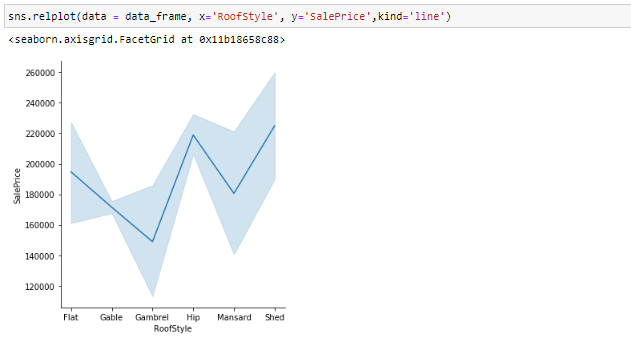 sns.relplot(data = data_frame, x='RoofStyle', y='SalePrice',kind='line')
<seaborn.axisgrid.FacetGrid at 0x11b18658c88>
260000
240000
220000
200000
180000
160000
140000
120000
SalePrice
Flat Gable Gambrel Hip Mansard Shed
RoofStyle